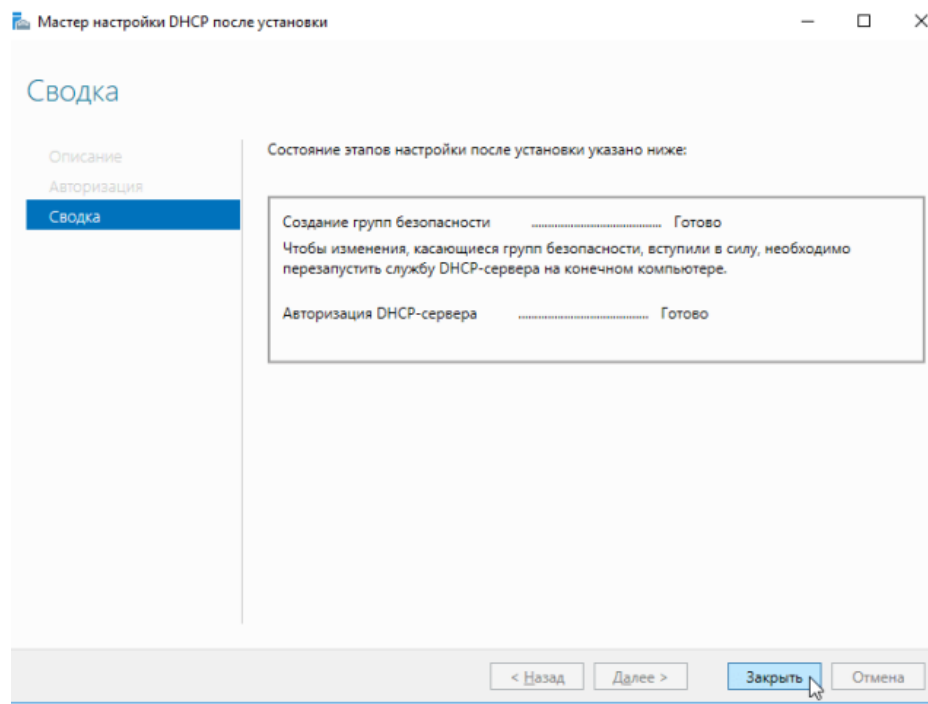 Мастер настройки DHCP после установки
Сводка
Описание
Авторизация
Сводка
Состояние этапов настройки после установки указано ниже:
Создание групп безопасности ........................................ Готово
Чтобы изменения, касающиеся групп безопасности, вступили в силу, необходимо
перезапустить службу DHCP-сервера на конечном компьютере.
Авторизация DHCP-сервера ........................................ Готово
< Назад Далее > Закрыть Отмена